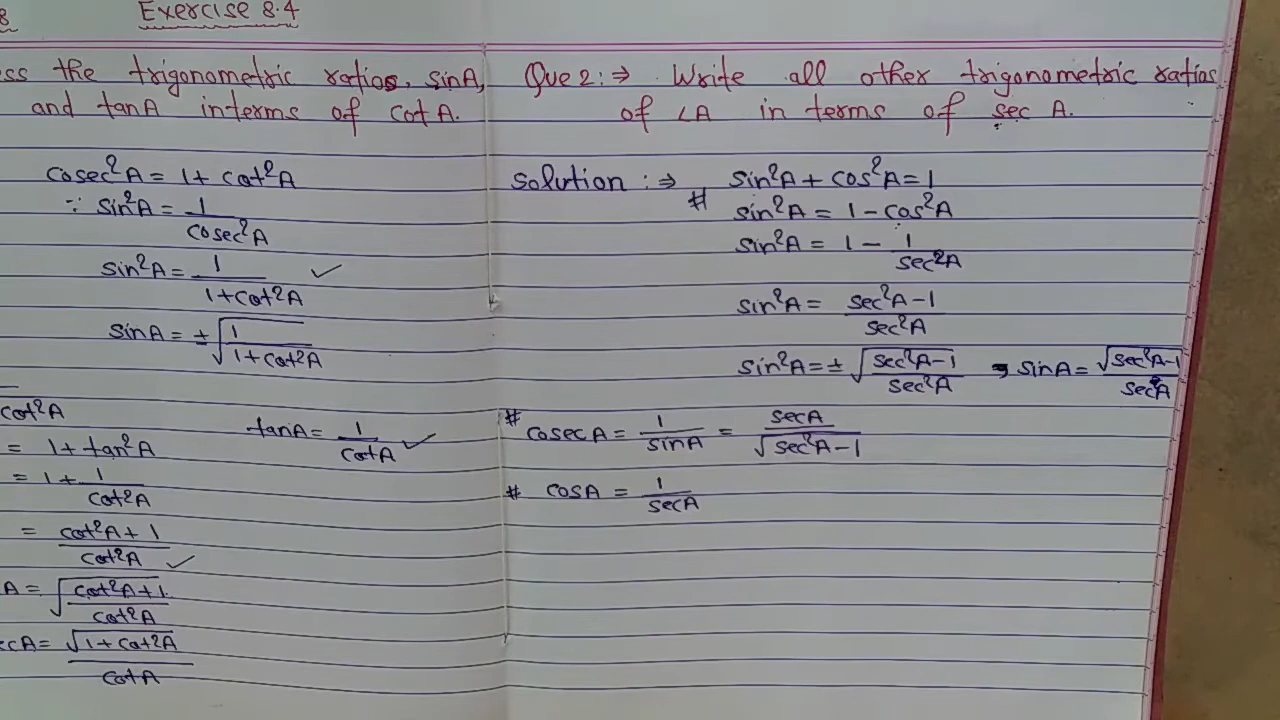 8
Exercise 8.4
ess the trigonometric ratios, sinA,
and tanA interms of cot A.
cosec²A = 1 + cot²A
∵ sin²A = 1/cosec²A
sin²A = 1/1+cot²A ✓
sinA = ±√1/1+cot²A
cot²A
= 1 + tan²A
tanA = 1/cotA ✓
= 1 + 1/cot²A
= cot²A + 1/cot²A ✓
A = √cot²A+1/cot²A
ecA = √1+cot²A/cotA
Que 2:⇒ Write all other trigonometric ratios
of ∠A in terms of sec A.
Solution :⇒ # sin²A + cos²A = 1
sin²A = 1 - cos²A
sin²A = 1 - 1/sec²A
sin²A = sec²A-1/sec²A
sin²A = ±√sec²A-1/sec²A ⇒ sinA = √sec²A-1/secA
# cosecA = 1/sinA = secA/√sec²A-1
# cosA = 1/secA